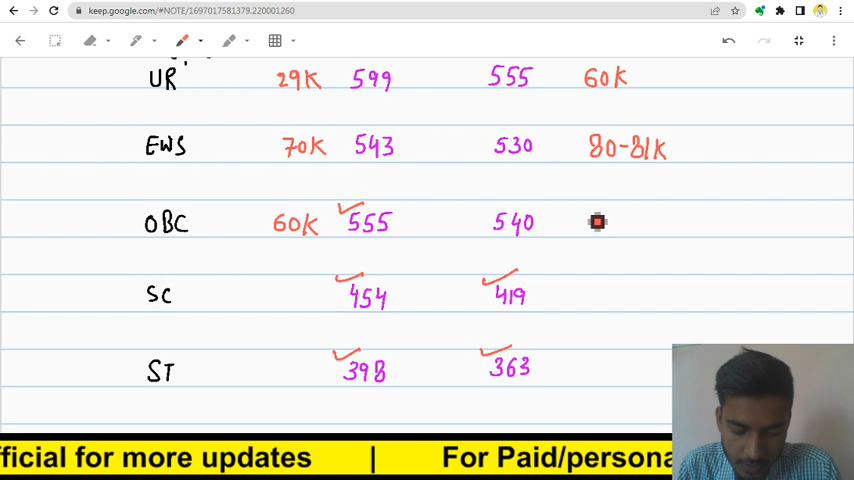 keep.google.com/#NOTE/1697017581379.220001260
UR 29K 599 555 60K
EWS 70K 543 530 80-81K
OBC 60K 555 540
SC 454 419
ST 398 363
fficial for more updates | For Paid/persona